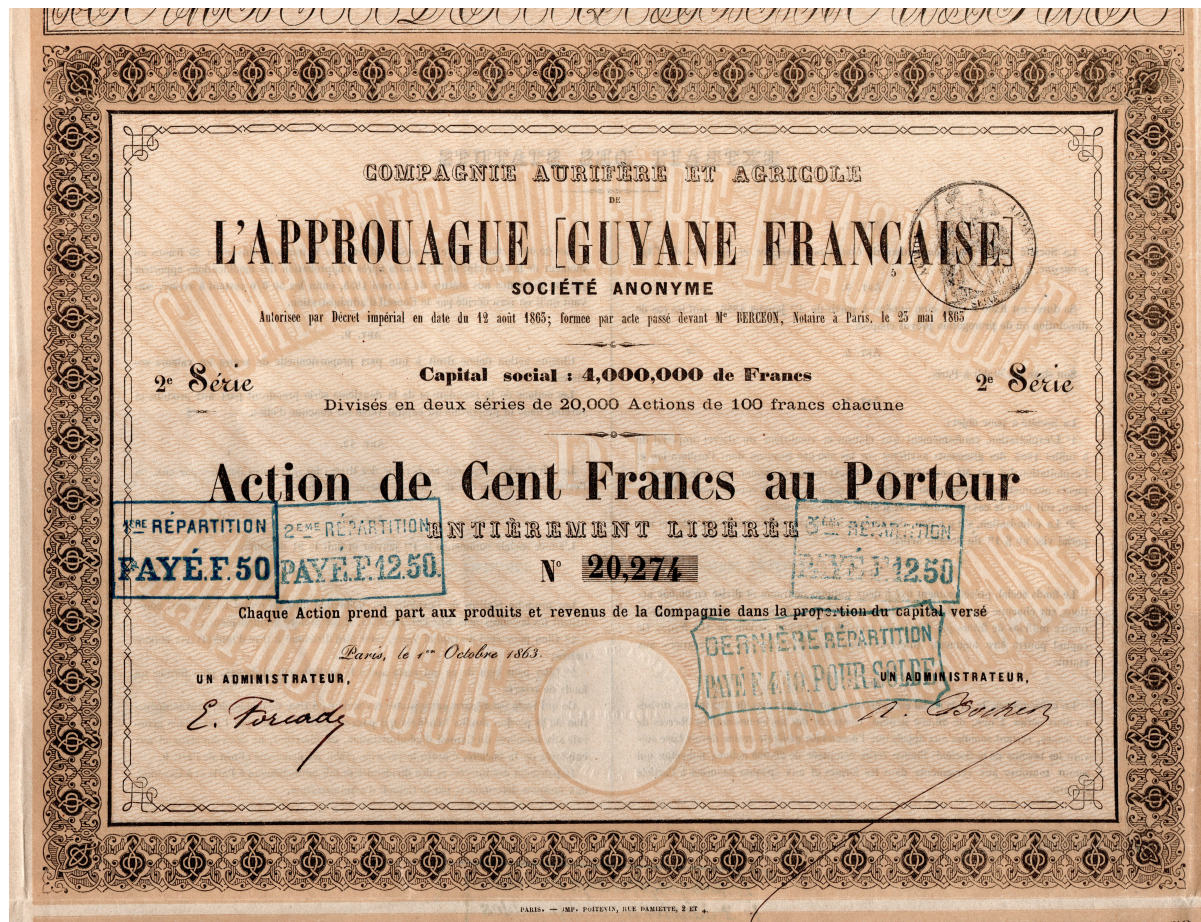 COMPAGNIE AURIFÈRE ET AGRICOLE
DE
L'APPROUAGUE [GUYANE FRANÇAISE]
SOCIÉTÉ ANONYME
Autorisée par Décret impérial en date du 12 août 1863; formée par acte passé devant Me BERCEON, Notaire à Paris, le 23 mai 1863
2e Série
Capital social : 4,000,000 de Francs
2e Série
Divisés en deux séries de 20,000 Actions de 100 francs chacune
Action de Cent Francs au Porteur
ENTIÈREMENT LIBÉRÉE
1ERE RÉPARTITION
PAYÉ.F.50
2EME RÉPARTITION
PAYÉ.F.12.50.
3EME RÉPARTITION
PAYÉ.F.12.50
No 20,274
Chaque Action prend part aux produits et revenus de la Compagnie dans la proportion du capital versé
DERNIÈRE RÉPARTITION
PAYÉ F. POUR SOLDE
Paris, le 1er Octobre 1863.
UN ADMINISTRATEUR,
UN ADMINISTRATEUR,
E. Forcade
PARIS. — IMP. POITEVIN, RUE DAMIETTE, 2 ET 4.